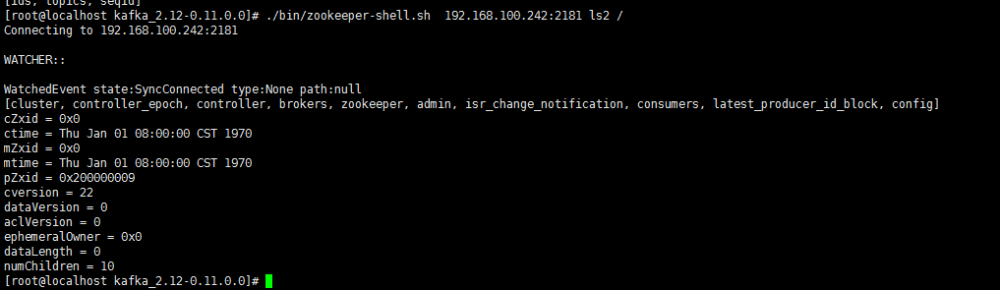 [ids, topics, seqid]
[root@localhost kafka_2.12-0.11.0.0]# ./bin/zookeeper-shell.sh  192.168.100.242:2181 ls2 /
Connecting to 192.168.100.242:2181
WATCHER::
WatchedEvent state:SyncConnected type:None path:null
[cluster, controller_epoch, controller, brokers, zookeeper, admin, isr_change_notification, consumers, latest_producer_id_block, config]
cZxid = 0x0
ctime = Thu Jan 01 08:00:00 CST 1970
mZxid = 0x0
mtime = Thu Jan 01 08:00:00 CST 1970
pZxid = 0x200000009
cversion = 22
dataVersion = 0
aclVersion = 0
ephemeralOwner = 0x0
dataLength = 0
numChildren = 10
[root@localhost kafka_2.12-0.11.0.0]#